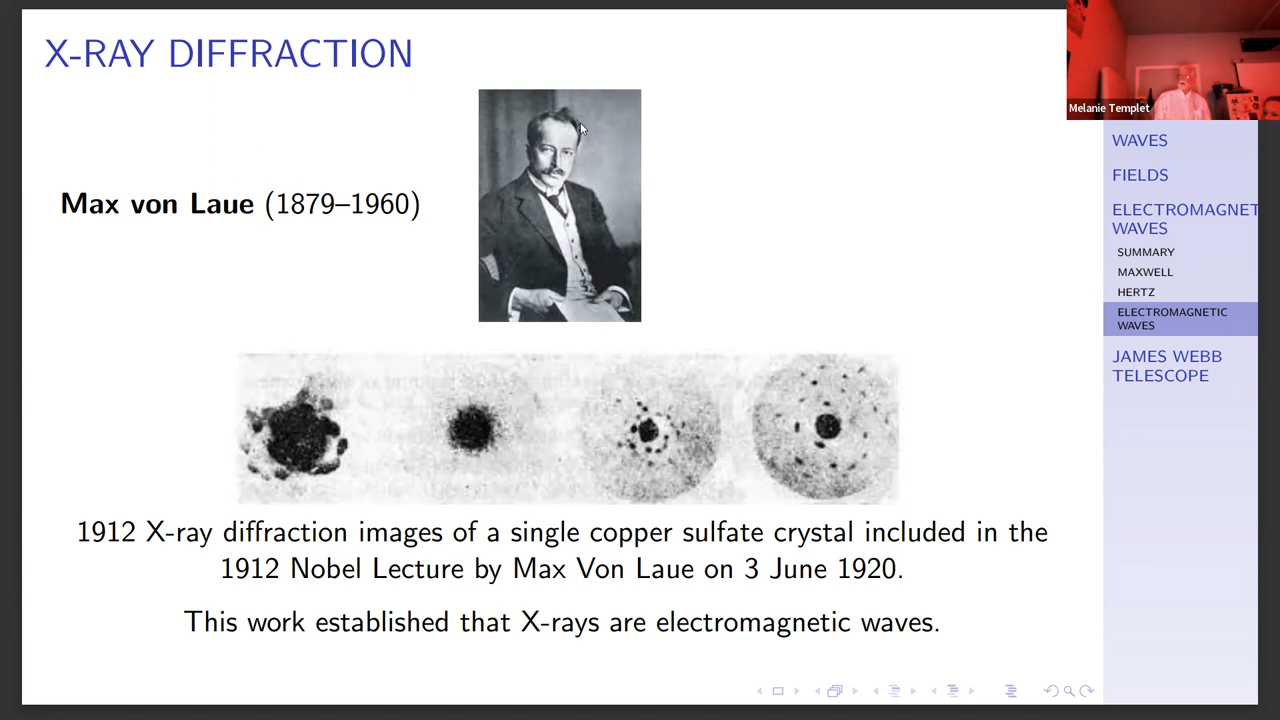 X-RAY DIFFRACTION
Melanie Templet
Max von Laue (1879–1960)
1912 X-ray diffraction images of a single copper sulfate crystal included in the
1912 Nobel Lecture by Max Von Laue on 3 June 1920.
This work established that X-rays are electromagnetic waves.
WAVES
FIELDS
ELECTROMAGNET
WAVES
SUMMARY
MAXWELL
HERTZ
ELECTROMAGNETIC
WAVES
JAMES WEBB
TELESCOPE